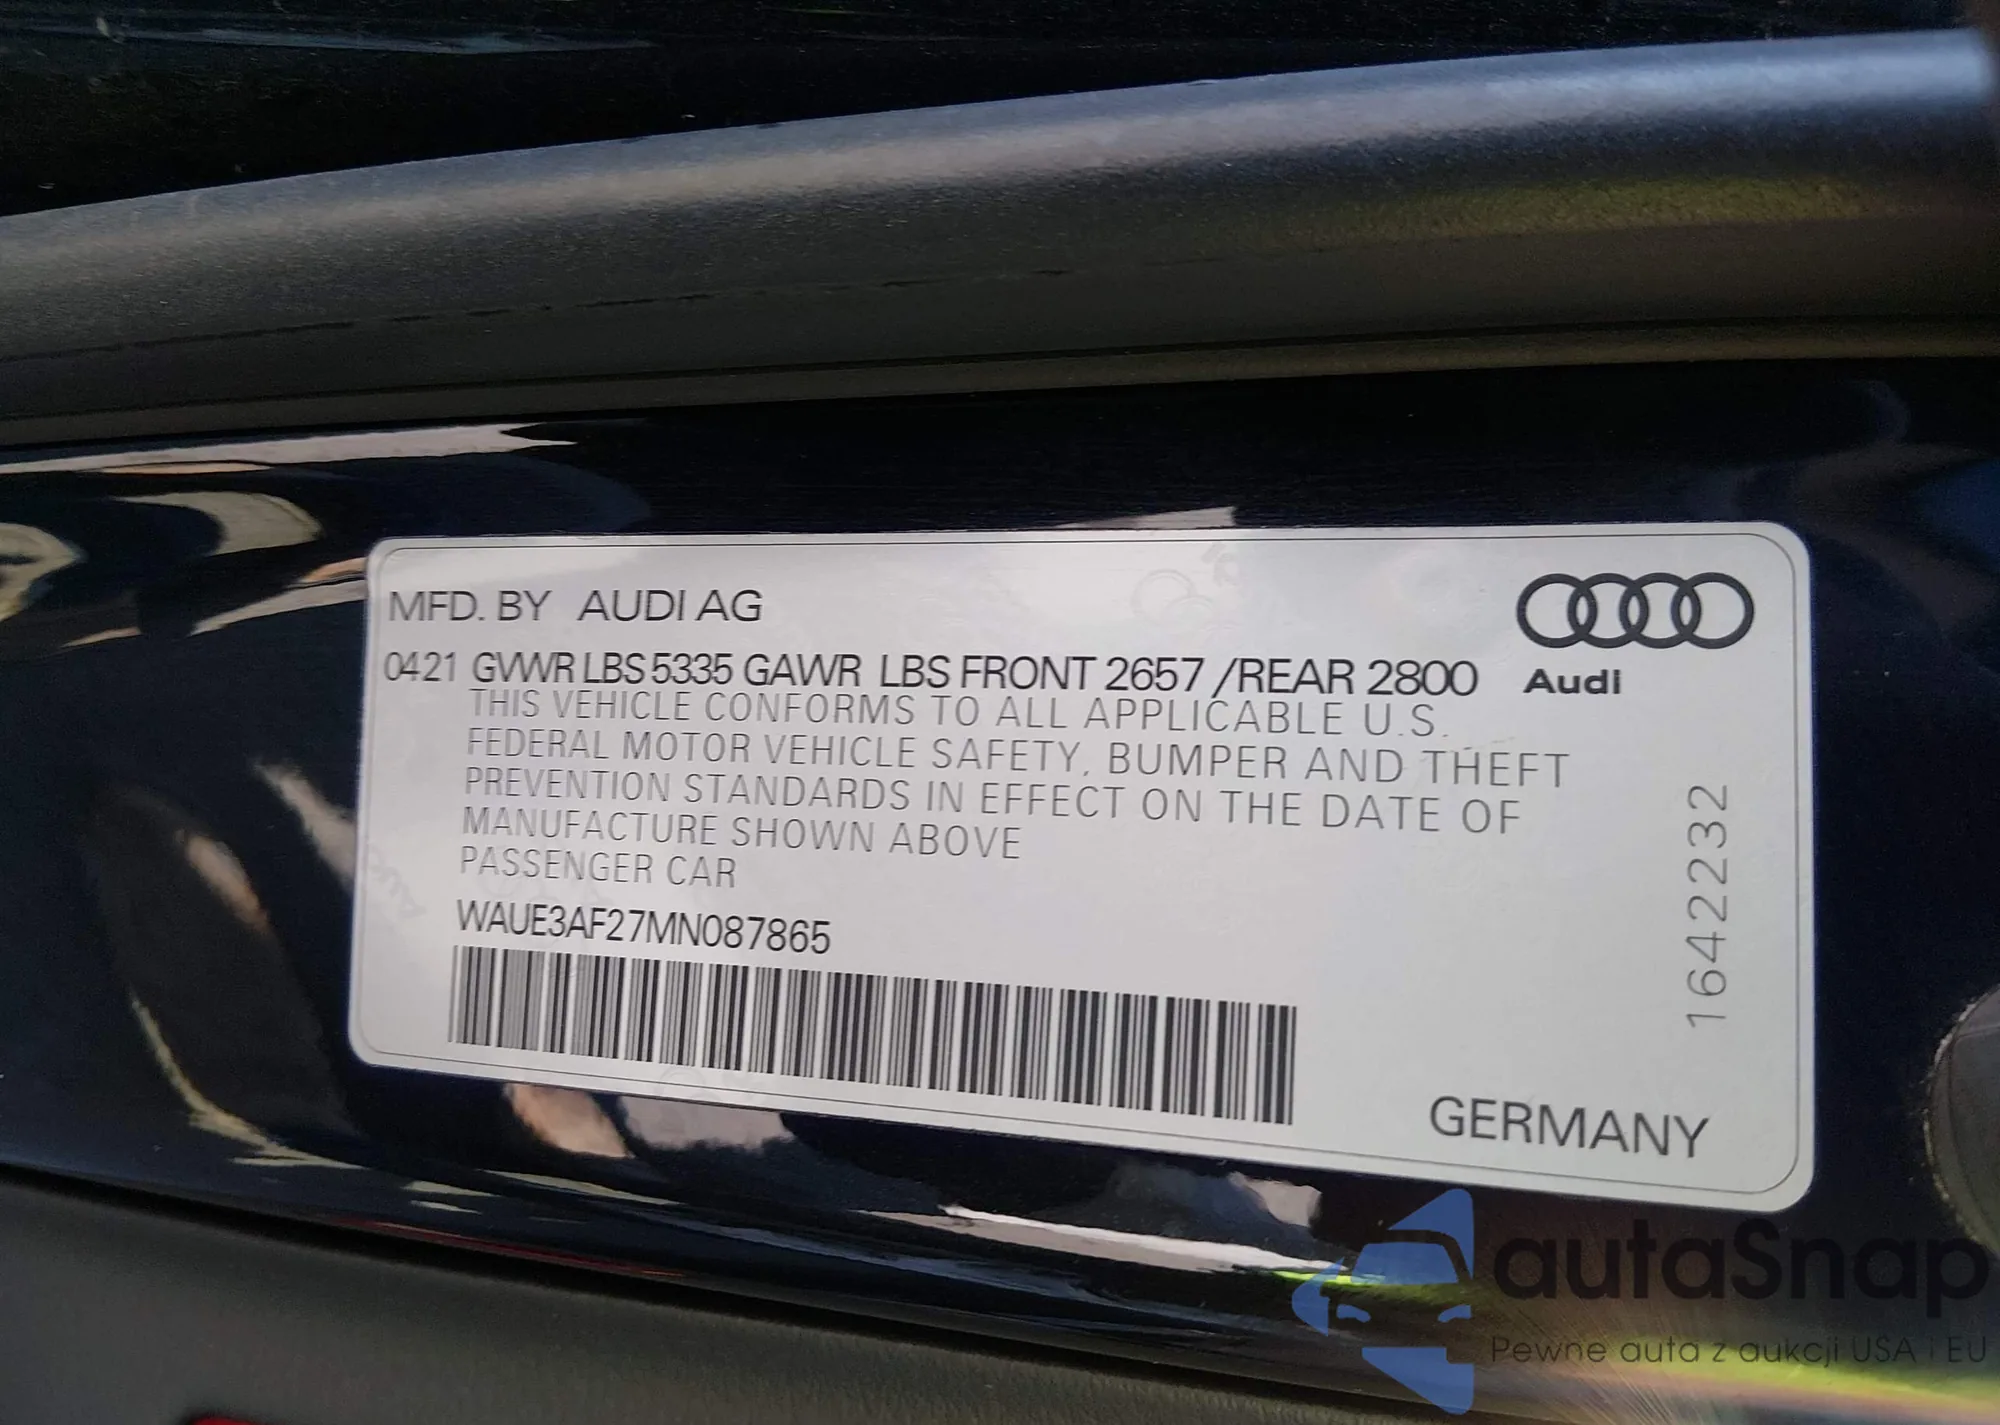 MFD. BY AUDI AG
0421 GVWR LBS 5335 GAWR LBS FRONT 2657 /REAR 2800
Audi
THIS VEHICLE CONFORMS TO ALL APPLICABLE U.S.
FEDERAL MOTOR VEHICLE SAFETY, BUMPER AND THEFT
PREVENTION STANDARDS IN EFFECT ON THE DATE OF
MANUFACTURE SHOWN ABOVE
PASSENGER CAR
WAUE3AF27MN087865
1642232
GERMANY
autaSnap
Pewne auta z aukcji USA i EU